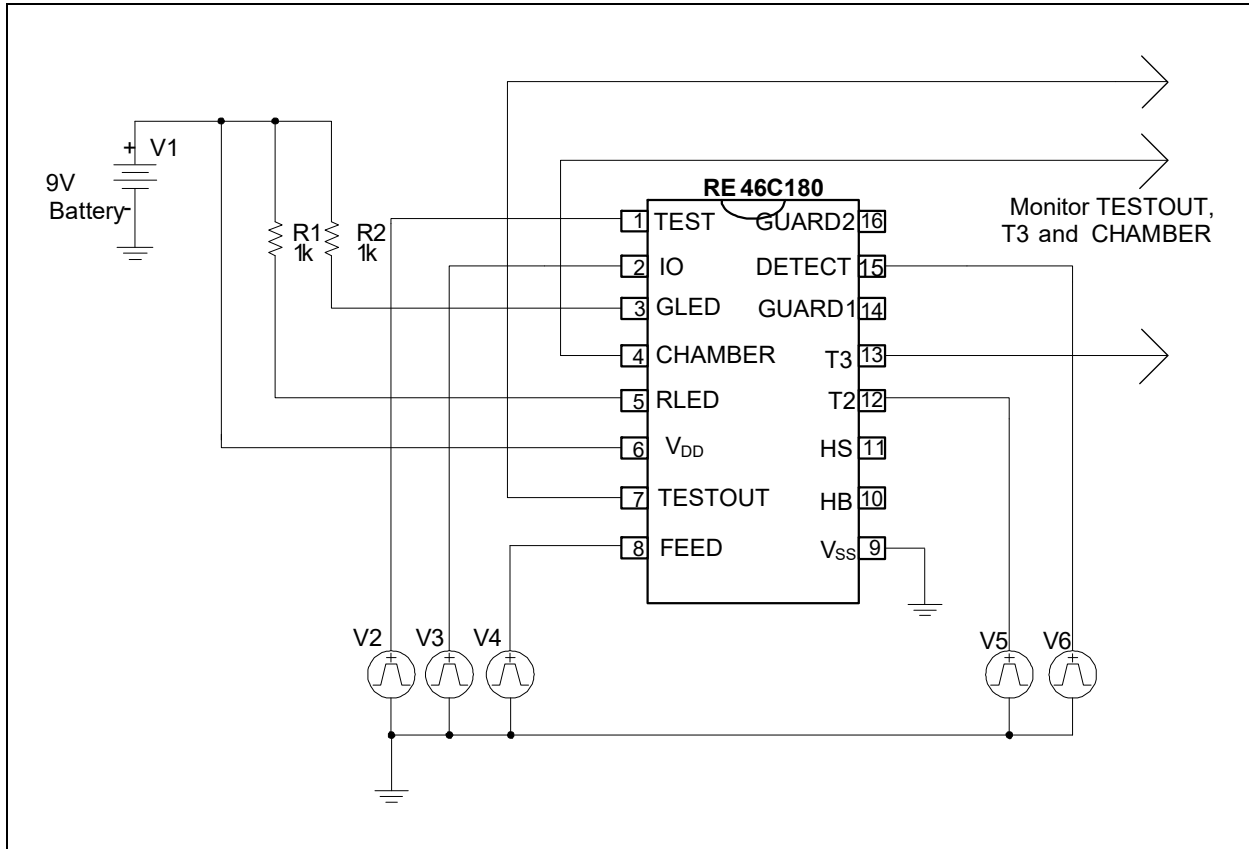 + V1
9V
Battery-
R1
1k
R2
1k
RE46C180
1 TEST
2 IO
3 GLED
4 CHAMBER
5 RLED
6 VDD
7 TESTOUT
8 FEED
GUARD2 16
DETECT 15
GUARD1 14
T3 13
T2 12
HS 11
HB 10
VSS 9
Monitor TESTOUT,
T3 and CHAMBER
V2 V3 V4 V5 V6
+ + + + +